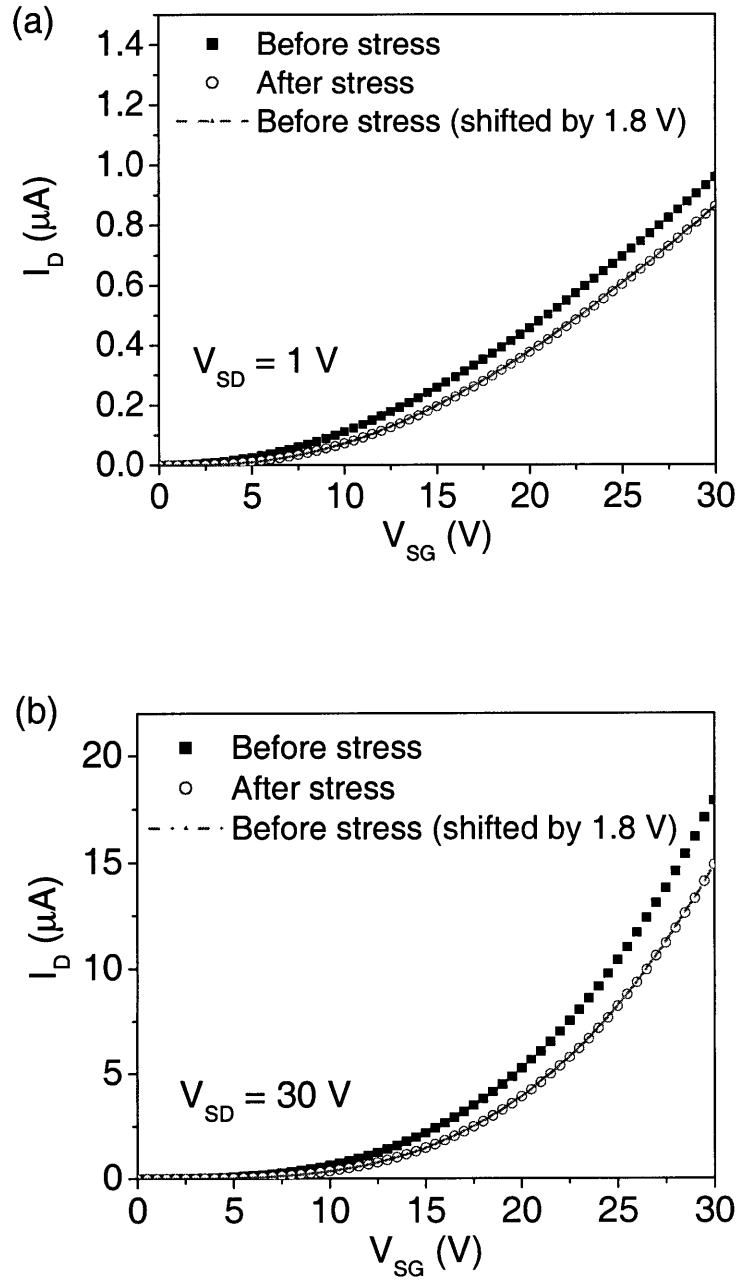 (a)
1.4
1.2
1.0
0.8
0.6
0.4
0.2
0.0
I_D (μA)
Before stress
After stress
Before stress (shifted by 1.8 V)
V_SD = 1 V
0 5 10 15 20 25 30
V_SG (V)
(b)
20
15
10
5
0
I_D (μA)
Before stress
After stress
Before stress (shifted by 1.8 V)
V_SD = 30 V
0 5 10 15 20 25 30
V_SG (V)